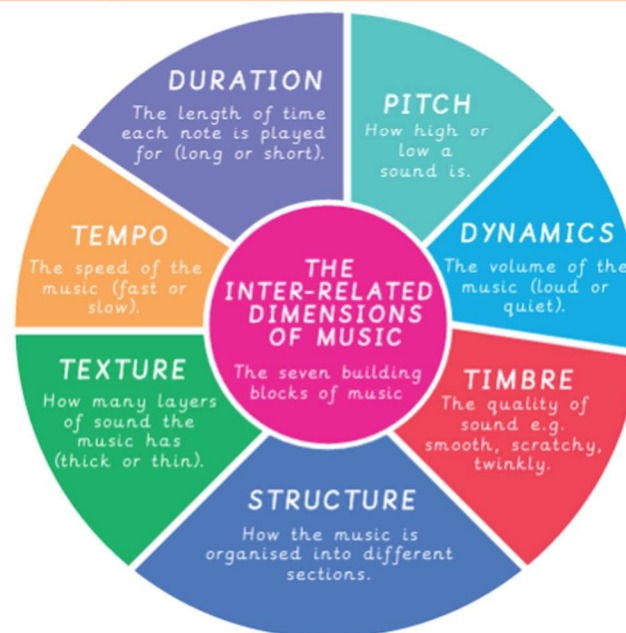 DURATION
The length of time
each note is played
for (long or short).
PITCH
How high or
low a
sound is.
DYNAMICS
The volume of the
music (loud or
quiet).
TIMBRE
The quality of
sound e.g.
smooth, scratchy,
twinkly.
STRUCTURE
How the music is
organised into different
sections.
TEXTURE
How many layers
of sound the
music has
(thick or thin).
TEMPO
The speed of the
music (fast or
slow).
THE
INTER-RELATED
DIMENSIONS
OF MUSIC
The seven building
blocks of music